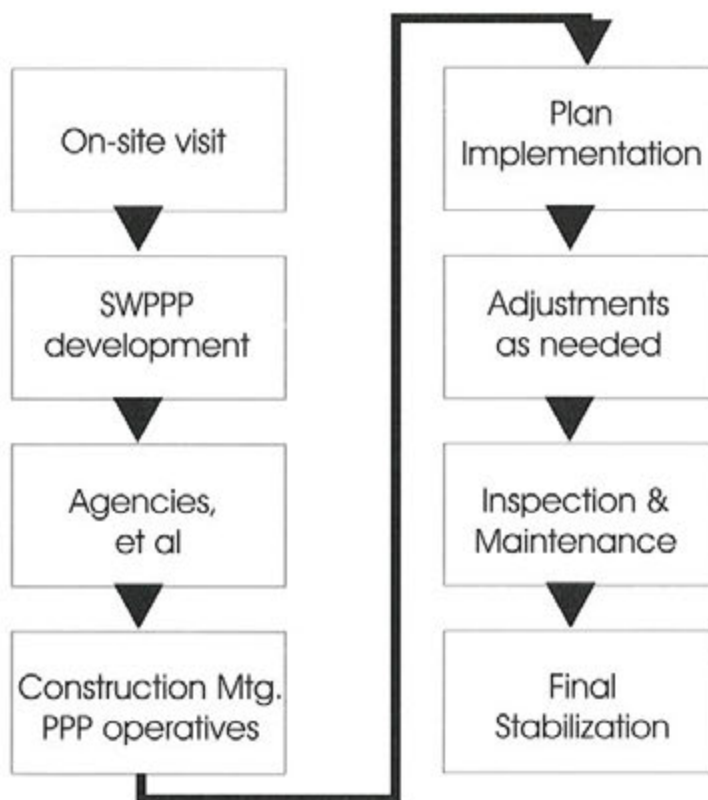 On-site visit
SWPPP
development
Agencies,
et al
Construction Mtg.
PPP operatives
Plan
Implementation
Adjustments
as needed
Inspection &
Maintenance
Final
Stabilization